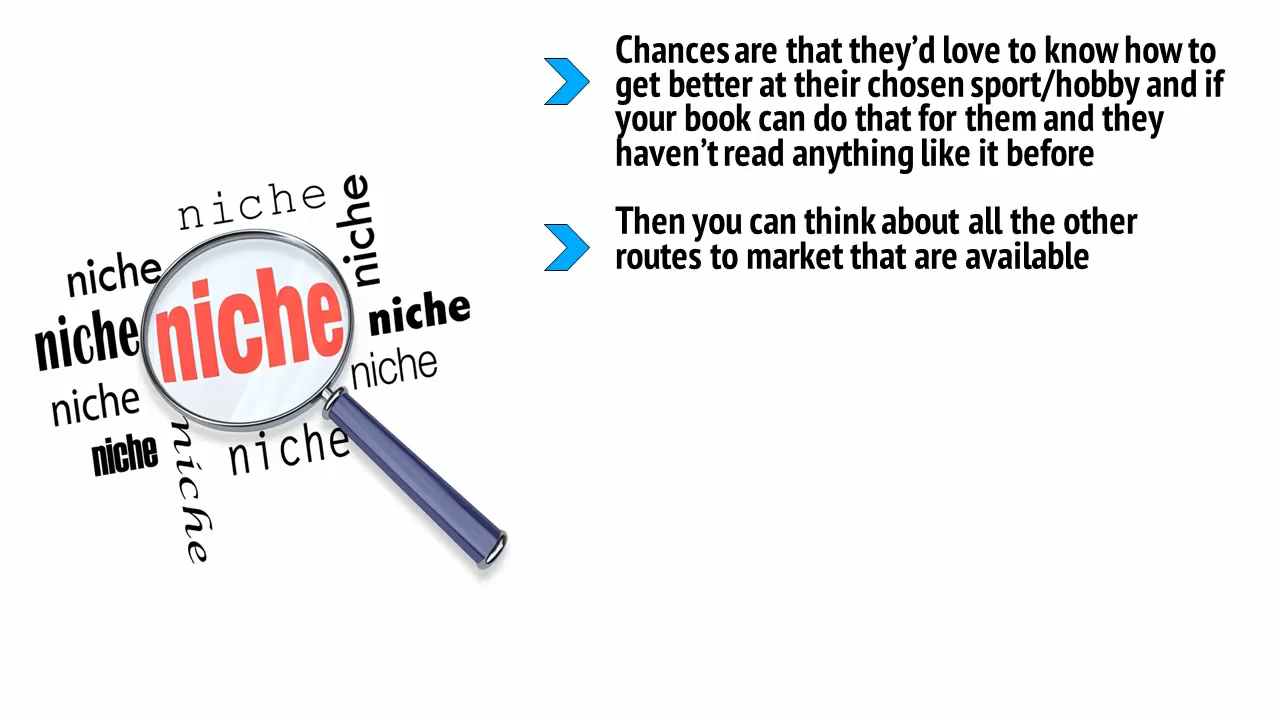 Chances are that they’d love to know how to
get better at their chosen sport/hobby and if
your book can do that for them and they
haven’t read anything like it before
Then you can think about all the other
routes to market that are available
niche
niche
niche
niche
niche
niche
niche
niche
niche
niche
niche